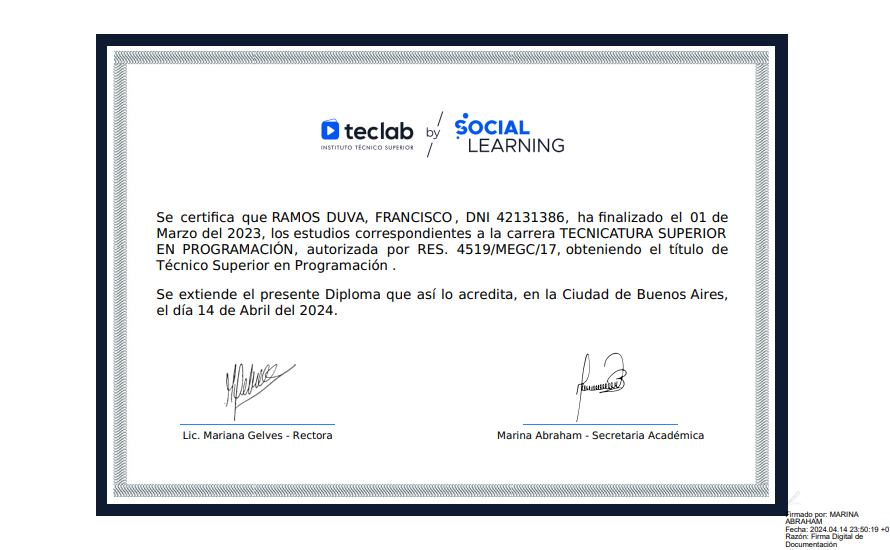 teclab by SOCIAL
INSTITUTO TÉCNICO SUPERIOR LEARNING
Se certifica que RAMOS DUVA, FRANCISCO , DNI 42131386, ha finalizado el 01 de
Marzo del 2023, los estudios correspondientes a la carrera TECNICATURA SUPERIOR
EN PROGRAMACIÓN, autorizada por RES. 4519/MEGC/17, obteniendo el título de
Técnico Superior en Programación .
Se extiende el presente Diploma que así lo acredita, en la Ciudad de Buenos Aires,
el día 14 de Abril del 2024.
Lic. Mariana Gelves - Rectora
Marina Abraham - Secretaria Académica
Firmado por: MARINA
ABRAHAM
Fecha: 2024.04.14 23:50:19 +0
Razón: Firma Digital de
Documentación